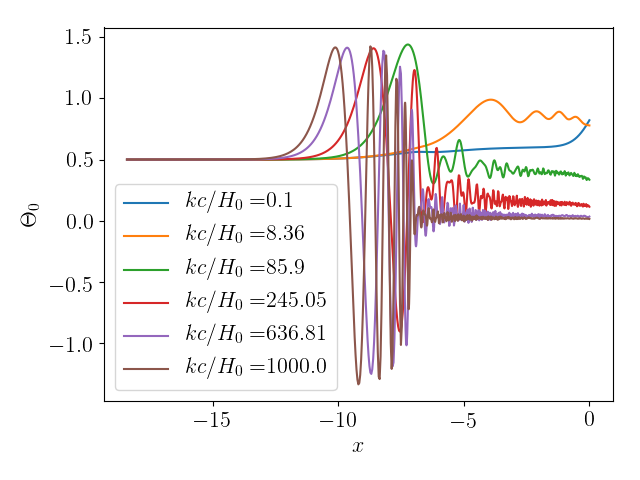 1.5
1.0
0.5
0.0
−0.5
−1.0
Θ₀
kc/H₀ =0.1
kc/H₀ =8.36
kc/H₀ =85.9
kc/H₀ =245.05
kc/H₀ =636.81
kc/H₀ =1000.0
−15
−10
−5
0
x